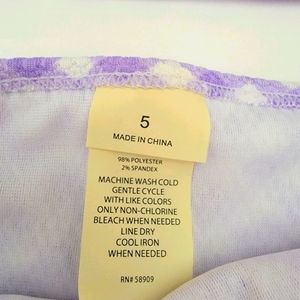 5
MADE IN CHINA
98% POLYESTER
2% SPANDEX
MACHINE WASH COLD
GENTLE CYCLE
WITH LIKE COLORS
ONLY NON-CHLORINE
BLEACH WHEN NEEDED
LINE DRY
COOL IRON
WHEN NEEDED
RN# 58909